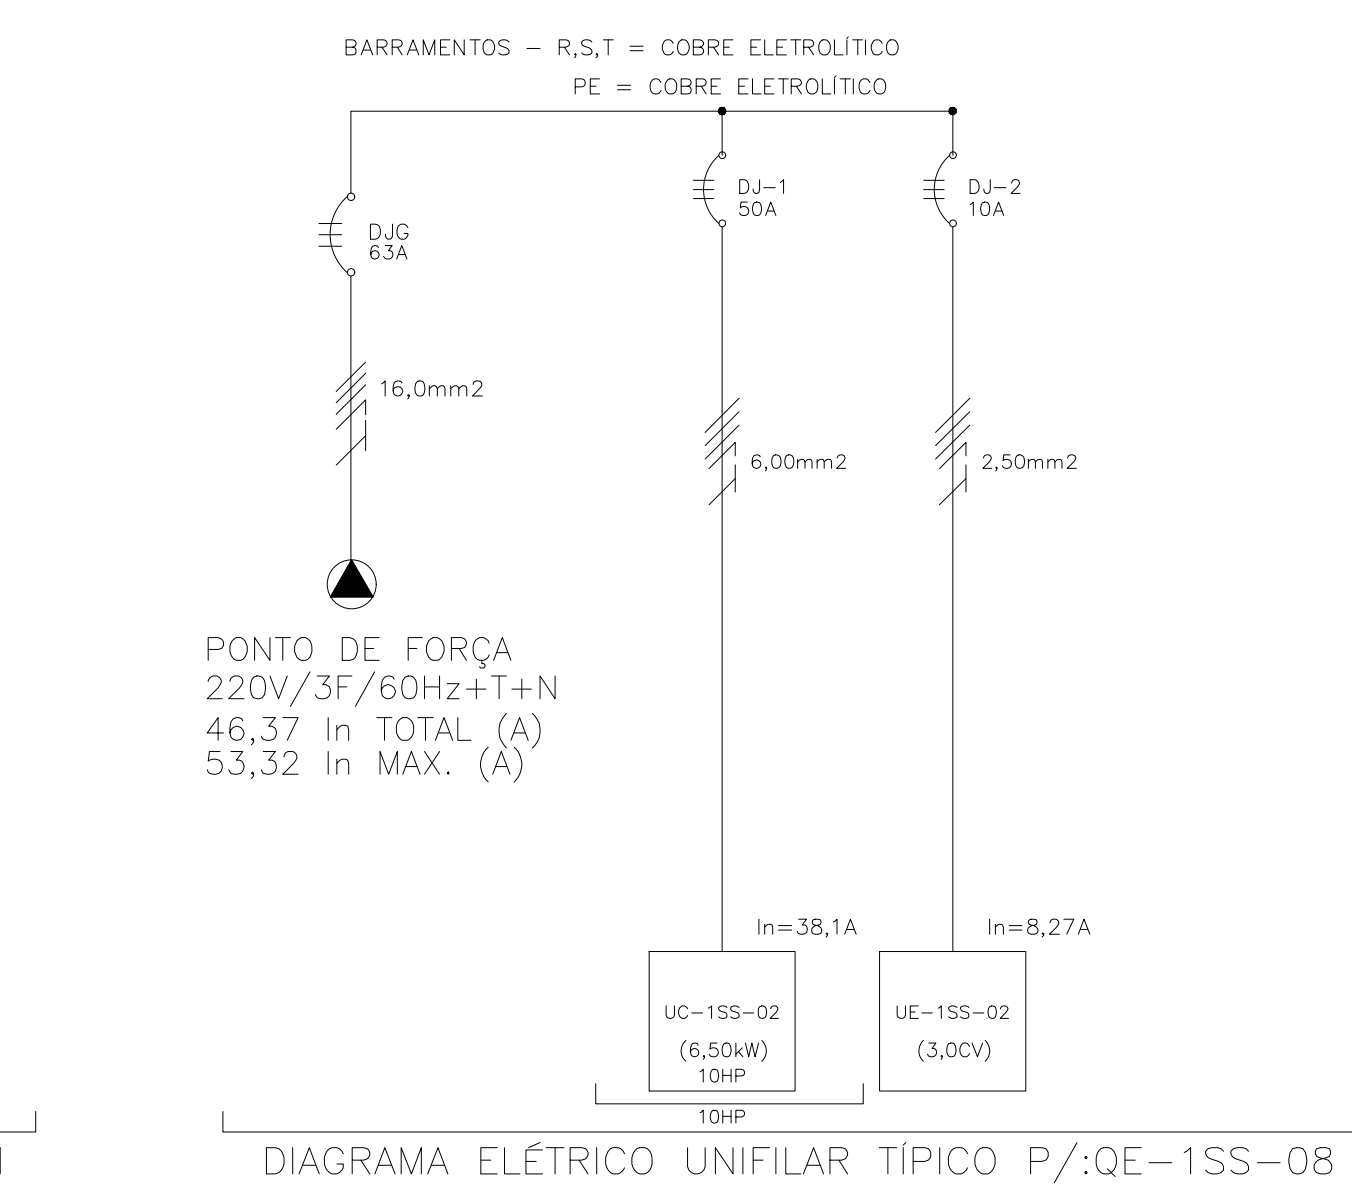 BARRAMENTOS - R,S,T = COBRE ELETROLÍTICO
PE = COBRE ELETROLÍTICO
DJG
63A
DJ-1
50A
DJ-2
10A
16,0mm2
6,00mm2
2,50mm2
PONTO DE FORÇA
220V/3F/60Hz+T+N
46,37 In TOTAL (A)
53,32 In MAX. (A)
In=38,1A
In=8,27A
UC-1SS-02
(6,50kW)
10HP
UE-1SS-02
(3,0CV)
10HP
DIAGRAMA ELÉTRICO UNIFILAR TÍPICO P/:QE-1SS-08